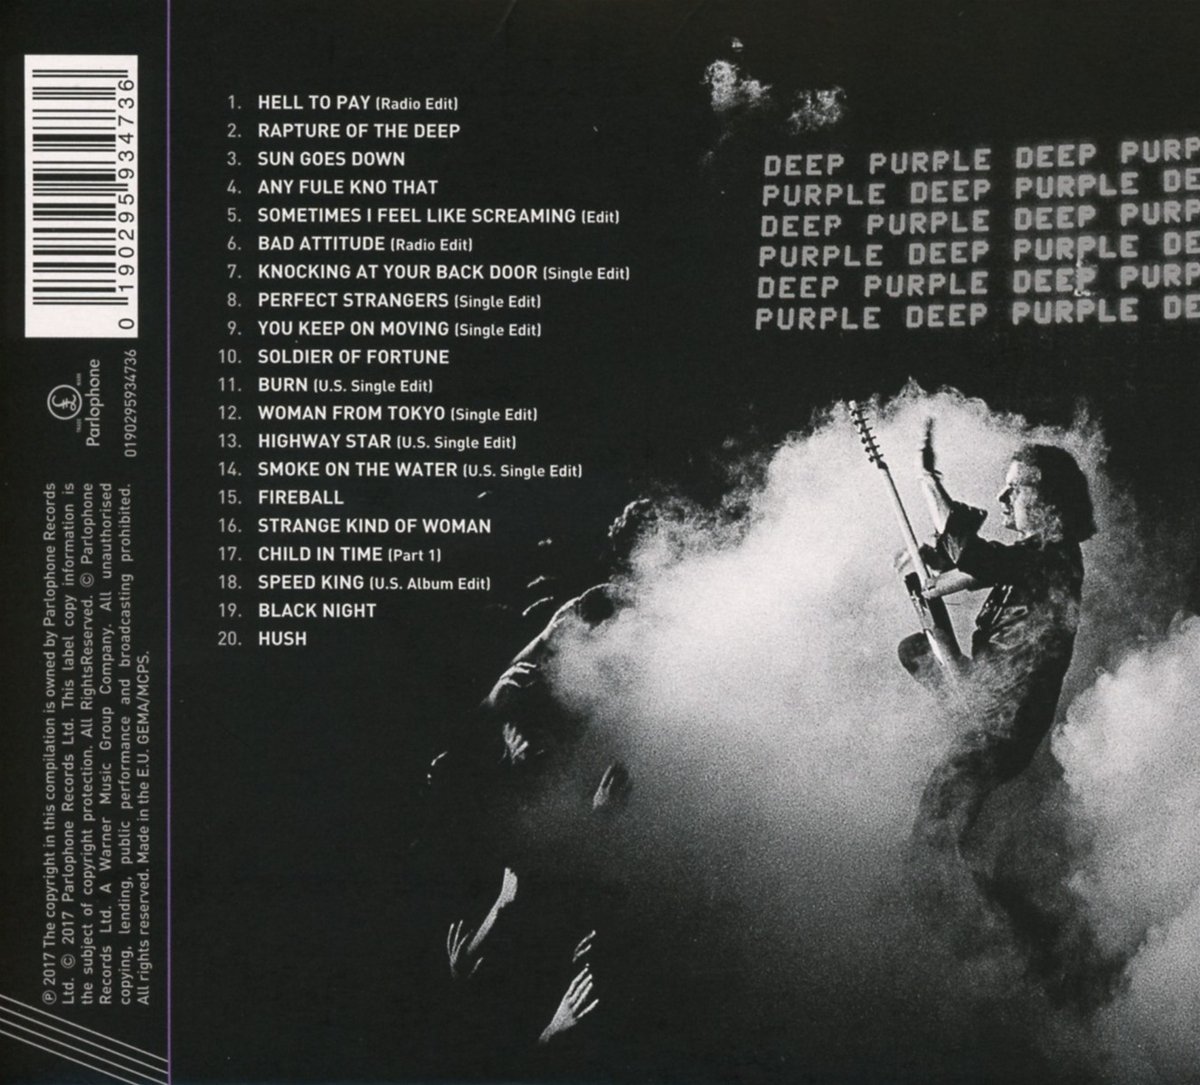 1. HELL TO PAY (Radio Edit)
2. RAPTURE OF THE DEEP
3. SUN GOES DOWN
4. ANY FULE KNO THAT
5. SOMETIMES I FEEL LIKE SCREAMING (Edit)
6. BAD ATTITUDE (Radio Edit)
7. KNOCKING AT YOUR BACK DOOR (Single Edit)
8. PERFECT STRANGERS (Single Edit)
9. YOU KEEP ON MOVING (Single Edit)
10. SOLDIER OF FORTUNE
11. BURN (U.S. Single Edit)
12. WOMAN FROM TOKYO (Single Edit)
13. HIGHWAY STAR (U.S. Single Edit)
14. SMOKE ON THE WATER (U.S. Single Edit)
15. FIREBALL
16. STRANGE KIND OF WOMAN
17. CHILD IN TIME (Part 1)
18. SPEED KING (U.S. Album Edit)
19. BLACK NIGHT
20. HUSH
DEEP PURPLE DEEP PURP
PURPLE DEEP PURPLE DE
DEEP PURPLE DEEP PURP
PURPLE DEEP PURPLE DE
DEEP PURPLE DEEP PURP
PURPLE DEEP PURPLE DE
0 190295 934736
£
Parlophone
0190295934736
℗ 2017 The copyright in this compilation is owned by Parlophone Records
Ltd. © 2017 Parlophone Records Ltd. This label copy information is
the subject of copyright protection. All RightsReserved. © Parlophone
Records Ltd. A Warner Music Group Company. All unauthorised
copying, lending, public performance and broadcasting prohibited.
All rights reserved. Made in the E.U. GEMA/MCPS.